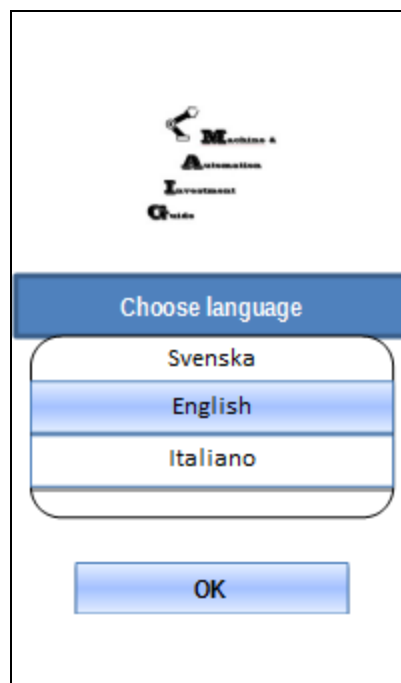 Machine &
Automation
Investment
Guide
Choose language
Svenska
English
Italiano
OK